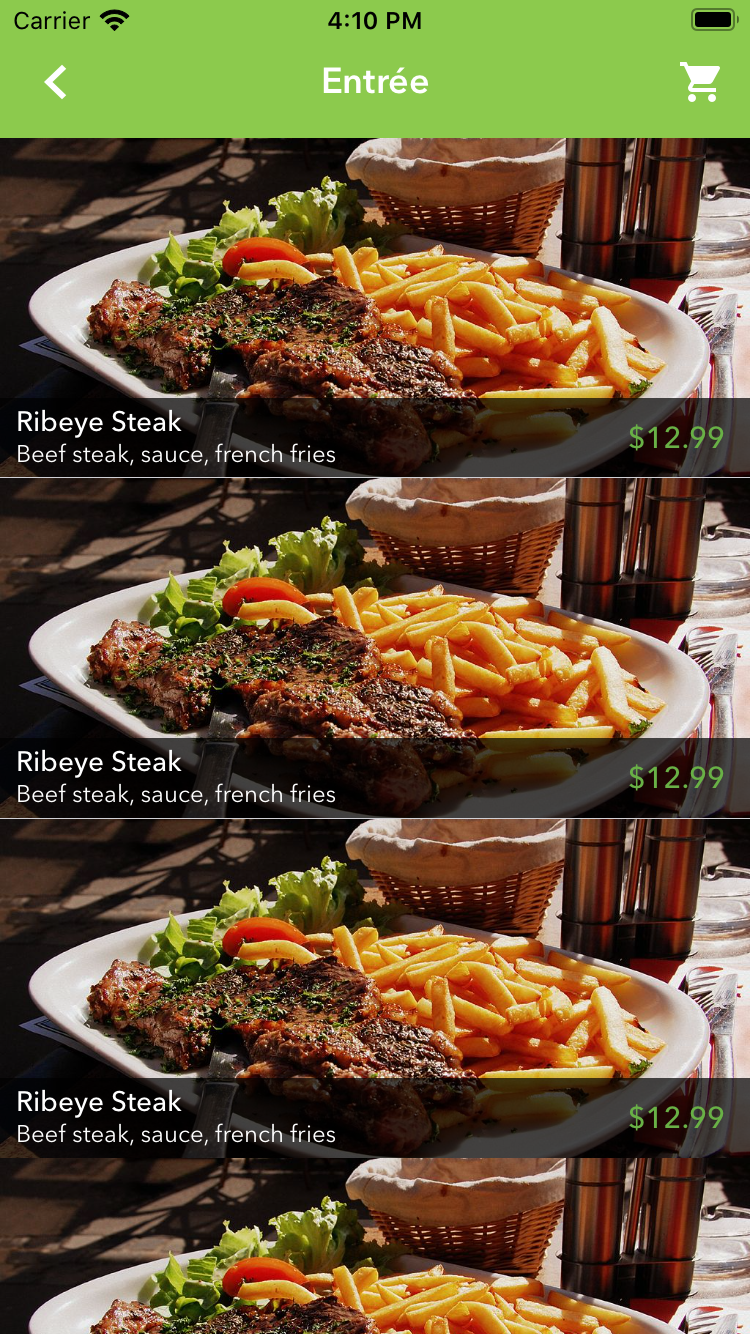 Carrier 4:10 PM
Entrée
Ribeye Steak
Beef steak, sauce, french fries
$12.99
Ribeye Steak
Beef steak, sauce, french fries
$12.99
Ribeye Steak
Beef steak, sauce, french fries
$12.99